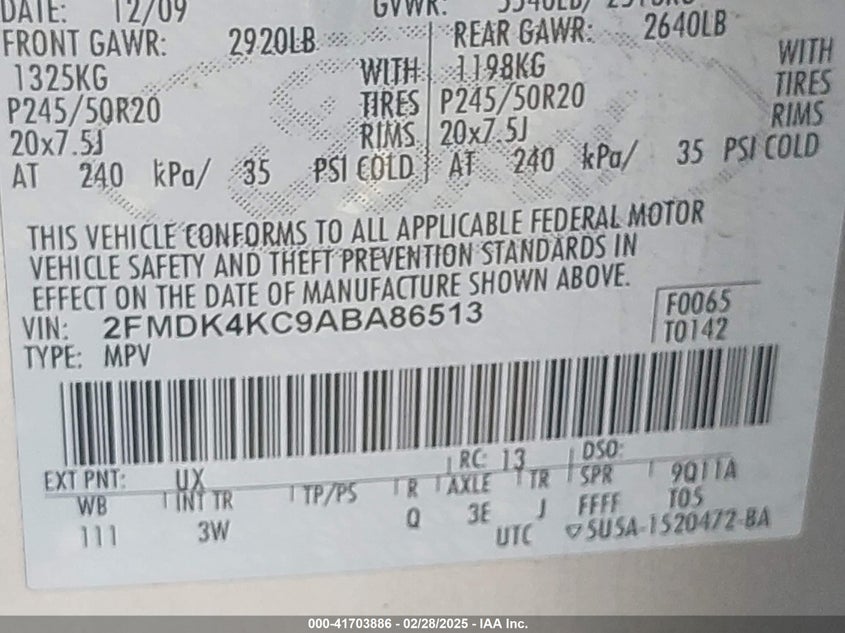 DATE: 12/09 GVWR:
FRONT GAWR: 2920LB REAR GAWR: 2640LB
1325KG WITH 1198KG WITH
P245/50R20 TIRES P245/50R20 TIRES
20x7.5J RIMS 20x7.5J RIMS
AT 240 kPa/ 35 PSI COLD AT 240 kPa/ 35 PSI COLD
THIS VEHICLE CONFORMS TO ALL APPLICABLE FEDERAL MOTOR
VEHICLE SAFETY AND THEFT PREVENTION STANDARDS IN
EFFECT ON THE DATE OF MANUFACTURE SHOWN ABOVE.
VIN: 2FMDK4KC9ABA86513 F0065
TYPE: MPV T0142
EXT PNT: UX RC: 13 DSO:
WB INT TR TP/PS R AXLE TR SPR 9Q11A
111 3W Q 3E J FFFF T05
UTC ▽5USA-1520472-BA
000-41703886 - 02/28/2025 - IAA Inc.